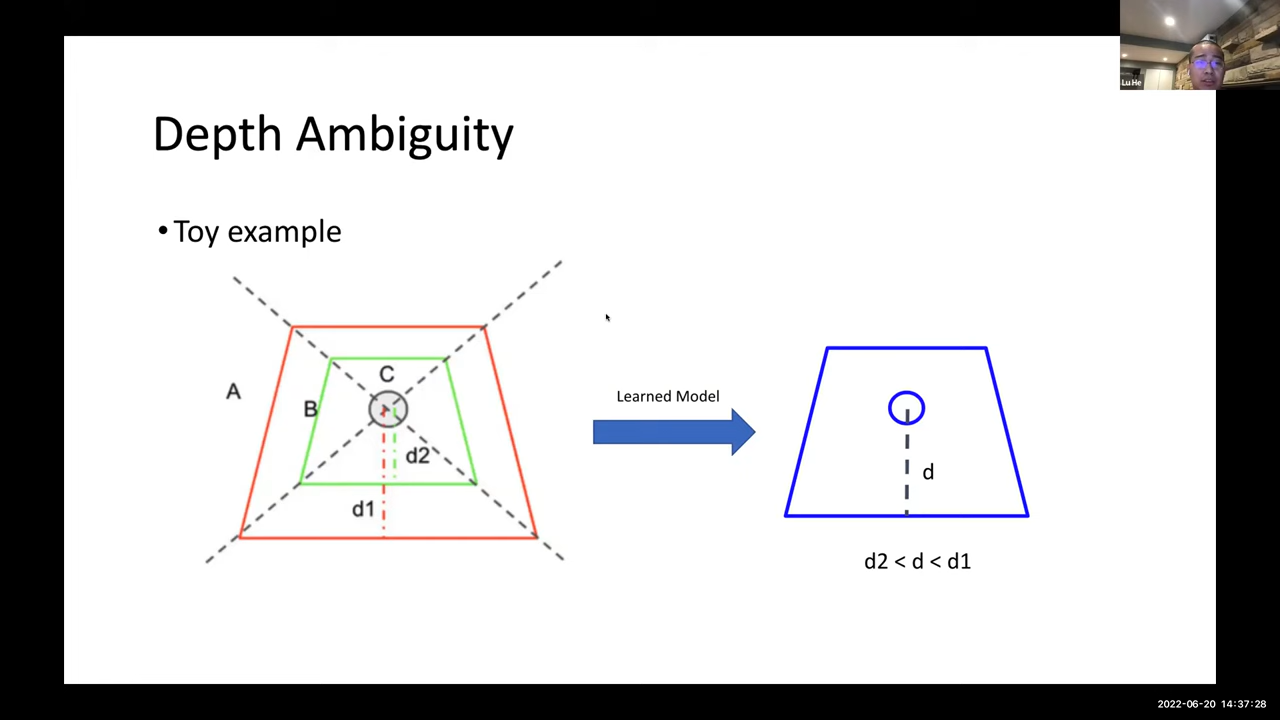 Lu He
Depth Ambiguity
• Toy example
A
B
C
d2
d1
Learned Model
d
d2 < d < d1
2022-06-20 14:37:28